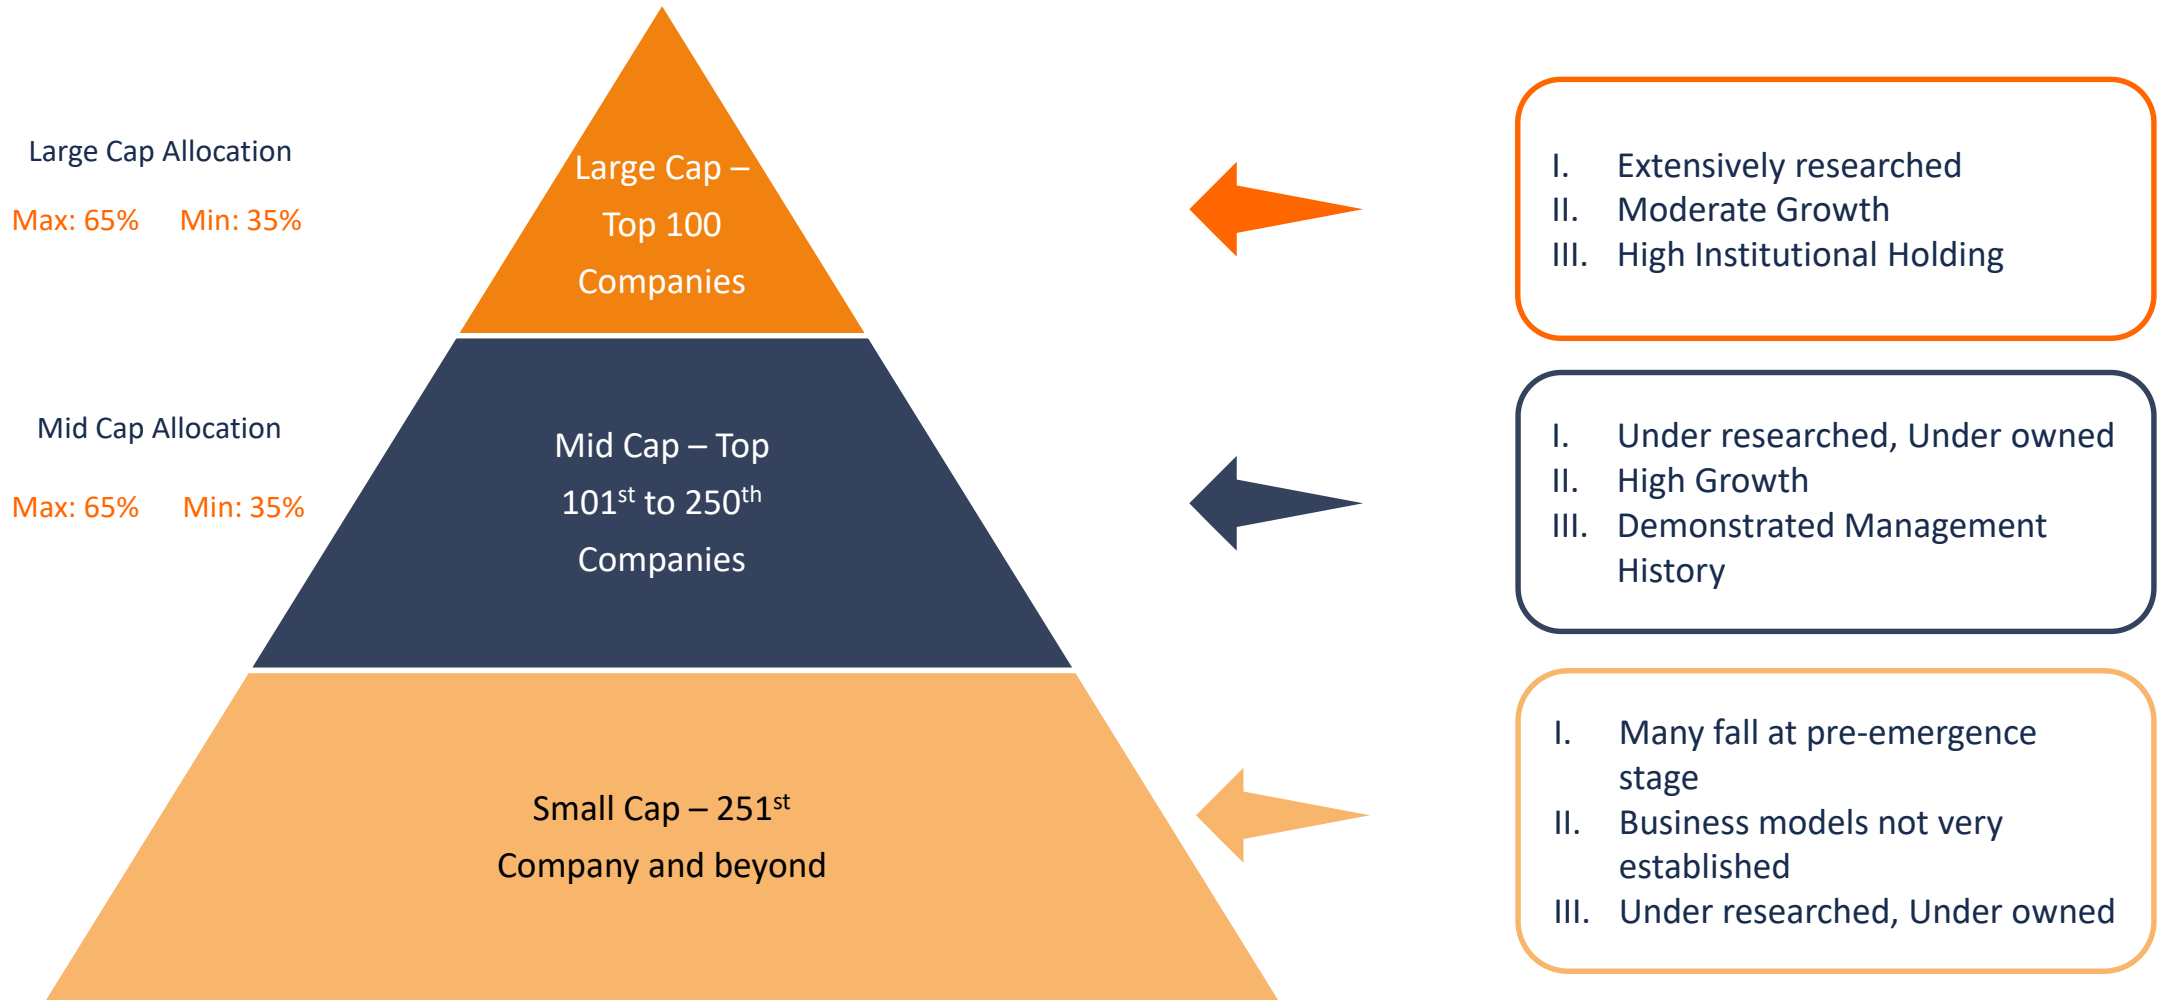 Large Cap Allocation
Max: 65% Min: 35%
Large Cap –
Top 100
Companies
I. Extensively researched
II. Moderate Growth
III. High Institutional Holding
Mid Cap Allocation
Max: 65% Min: 35%
Mid Cap – Top
101st to 250th
Companies
I. Under researched, Under owned
II. High Growth
III. Demonstrated Management
History
Small Cap – 251st
Company and beyond
I. Many fall at pre-emergence
stage
II. Business models not very
established
III. Under researched, Under owned